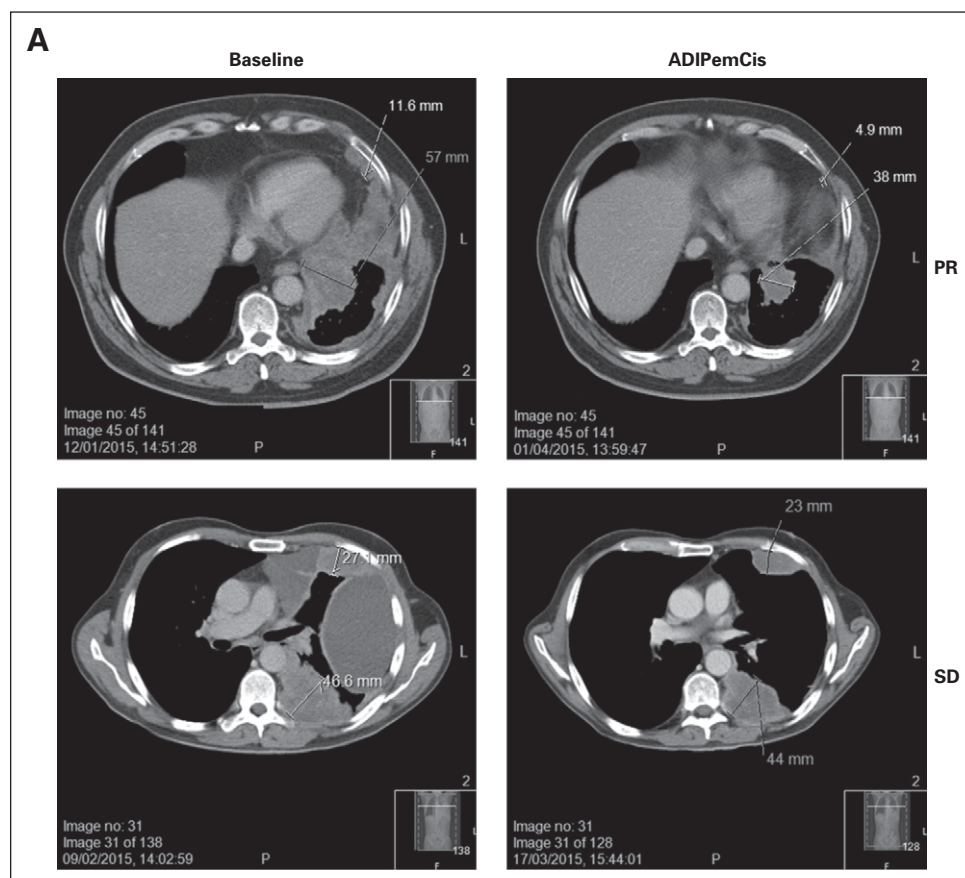 A
Baseline
ADIPemCis
11.6 mm
57 mm
L
2
Image no: 45
Image 45 of 141
12/01/2015, 14:51:28
P
141
L
F
4.9 mm
38 mm
L
PR
2
Image no: 45
Image 45 of 141
01/04/2015, 13:59:47
P
141
L
F
27.1 mm
46.6 mm
L
2
Image no: 31
Image 31 of 138
09/02/2015, 14:02:59
P
138
L
F
23 mm
44 mm
L
SD
2
Image no: 31
Image 31 of 128
17/03/2015, 15:44:01
P
128
L
F